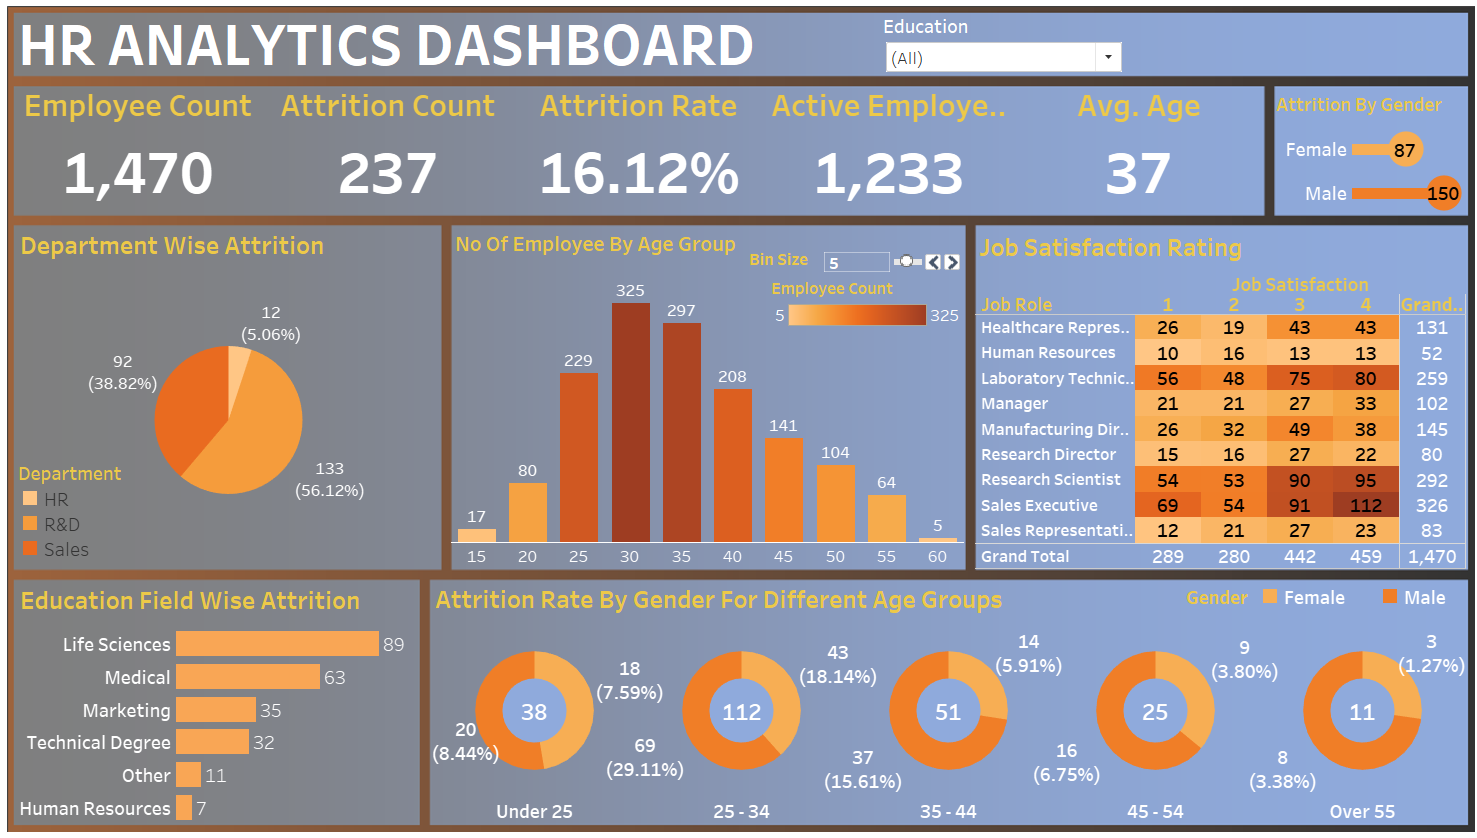 HR ANALYTICS DASHBOARD
Education
(All)
Employee Count Attrition Count Attrition Rate Active Employe.. Avg. Age
1,470 237 16.12% 1,233 37
Attrition By Gender
Female 87
Male 150
Department Wise Attrition
12
(5.06%)
92
(38.82%)
133
(56.12%)
Department
HR
R&D
Sales
No Of Employee By Age Group
Bin Size 5
Employee Count
5 325
17 80 229 325 297 208 141 104 64 5
15 20 25 30 35 40 45 50 55 60
Job Satisfaction Rating
Job Satisfaction
Job Role 1 2 3 4 Grand..
Healthcare Repres.. 26 19 43 43 131
Human Resources 10 16 13 13 52
Laboratory Technic.. 56 48 75 80 259
Manager 21 21 27 33 102
Manufacturing Dir.. 26 32 49 38 145
Research Director 15 16 27 22 80
Research Scientist 54 53 90 95 292
Sales Executive 69 54 91 112 326
Sales Representati.. 12 21 27 23 83
Grand Total 289 280 442 459 1,470
Education Field Wise Attrition
Life Sciences 89
Medical 63
Marketing 35
Technical Degree 32
Other 11
Human Resources 7
Attrition Rate By Gender For Different Age Groups
Gender Female Male
18
(7.59%)
38
20
(8.44%)
Under 25
43
(18.14%)
112
69
(29.11%)
25 - 34
14
(5.91%)
51
37
(15.61%)
35 - 44
9
(3.80%)
25
16
(6.75%)
45 - 54
3
(1.27%)
11
8
(3.38%)
Over 55